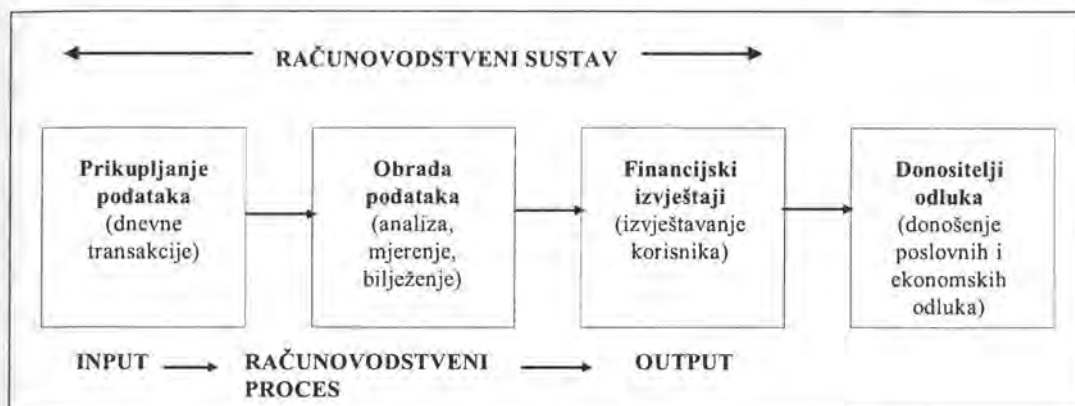 RAČUNOVODSTVENI SUSTAV
Prikupljanje
podataka
(dnevne
transakcije)
Obrada
podataka
(analiza,
mjerenje,
bilježenje)
Financijski
izvještaji
(izvještavanje
korisnika)
Donositelji
odluka
(donošenje
poslovnih i
ekonomskih
odluka)
INPUT
RAČUNOVODSTVENI
PROCES
OUTPUT